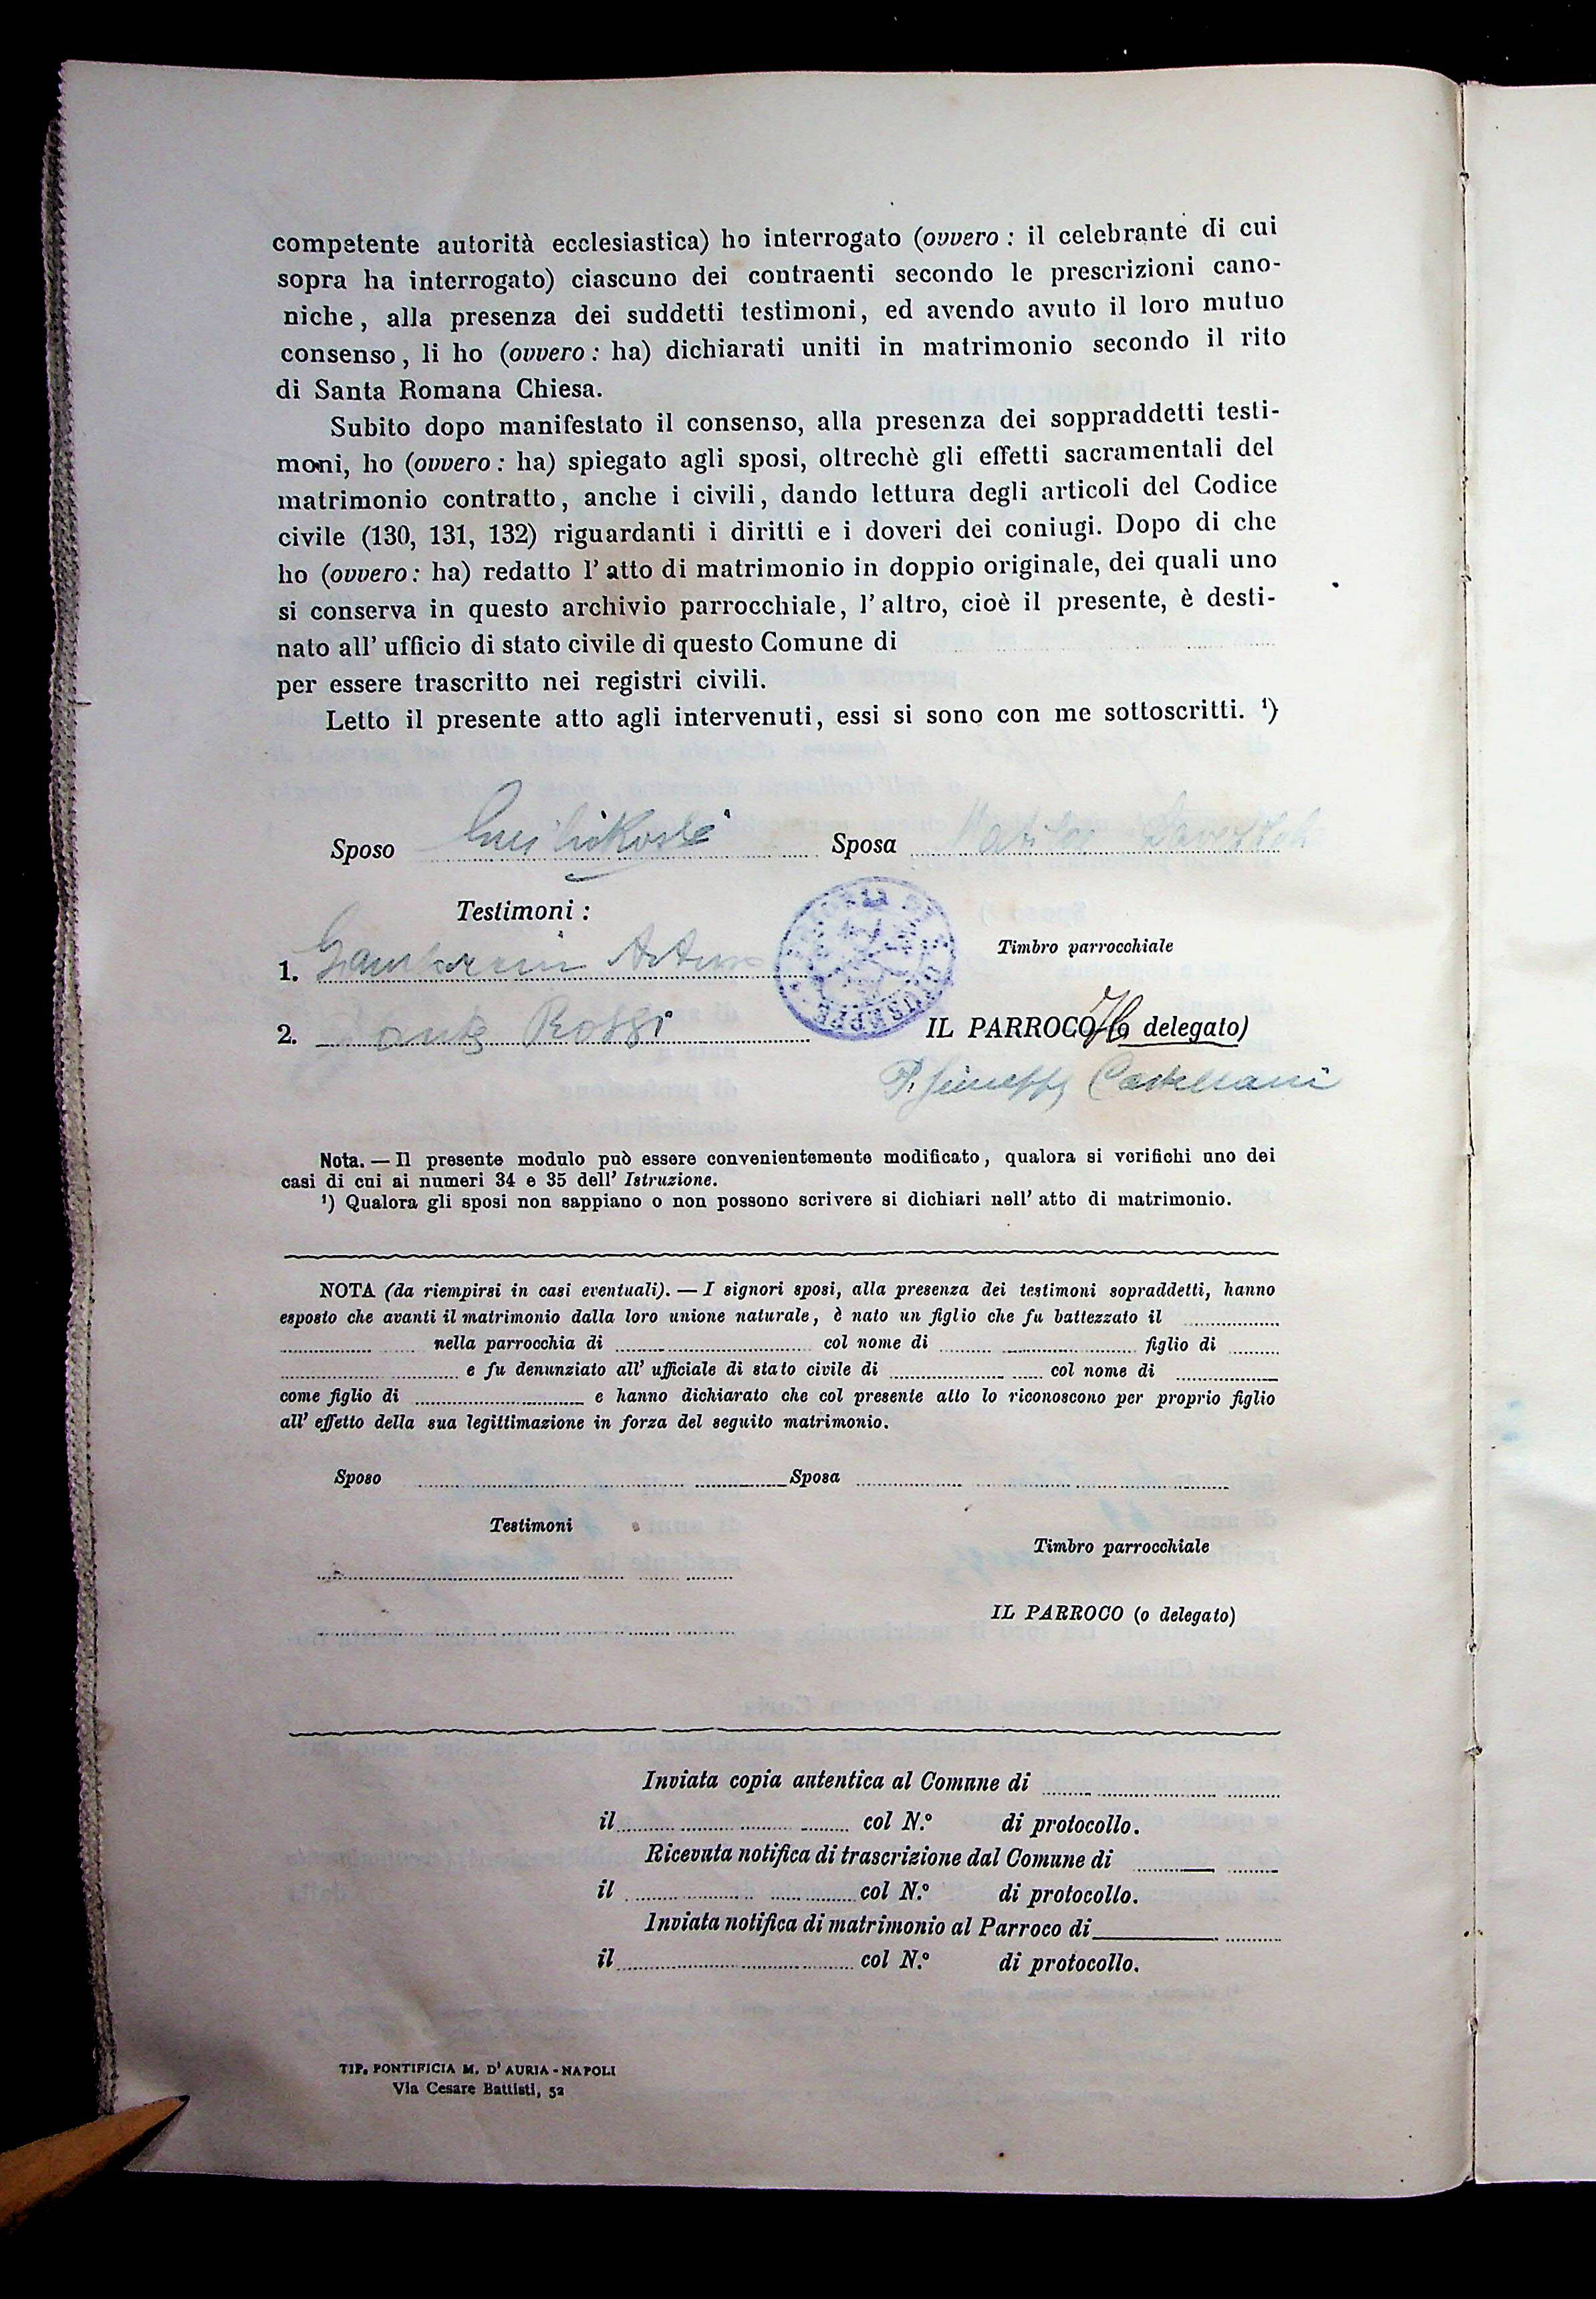 competente autorità ecclesiastica) ho interrogato (ovvero : il celebrante di cui
sopra ha interrogato) ciascuno dei contraenti secondo le prescrizioni cano-
niche, alla presenza dei suddetti testimoni, ed avendo avuto il loro mutuo
consenso, li ho (ovvero : ha) dichiarati uniti in matrimonio secondo il rito
di Santa Romana Chiesa.
Subito dopo manifestato il consenso, alla presenza dei soppraddetti testi-
moni, ho (ovvero : ha) spiegato agli sposi, oltrechè gli effetti sacramentali del
matrimonio contratto, anche i civili, dando lettura degli articoli del Codice
civile (130, 131, 132) riguardanti i diritti e i doveri dei coniugi. Dopo di che
ho (ovvero : ha) redatto l' atto di matrimonio in doppio originale, dei quali uno
si conserva in questo archivio parrocchiale, l' altro, cioè il presente, è desti-
nato all' ufficio di stato civile di questo Comune di
per essere trascritto nei registri civili.
Letto il presente atto agli intervenuti, essi si sono con me sottoscritti. ¹)
Sposo Sposa
Testimoni :
Timbro parrocchiale
1.
2. Rossi
IL PARROCO (o delegato)
P. Giuseppe Castellani
Nota. — Il presente modulo può essere convenientemente modificato, qualora si verifichi uno dei
casi di cui ai numeri 34 e 35 dell' Istruzione.
¹) Qualora gli sposi non sappiano o non possono scrivere si dichiari nell' atto di matrimonio.
NOTA (da riempirsi in casi eventuali). — I signori sposi, alla presenza dei testimoni sopraddetti, hanno
esposto che avanti il matrimonio dalla loro unione naturale, è nato un figlio che fu battezzato il
nella parrocchia di col nome di figlio di
e fu denunziato all' ufficiale di stato civile di col nome di
come figlio di e hanno dichiarato che col presente atto lo riconoscono per proprio figlio
all' effetto della sua legittimazione in forza del seguito matrimonio.
Sposo Sposa
Testimoni
Timbro parrocchiale
IL PARROCO (o delegato)
Inviata copia autentica al Comune di
il col N.º di protocollo.
Ricevuta notifica di trascrizione dal Comune di
il col N.º di protocollo.
Inviata notifica di matrimonio al Parroco di
il col N.º di protocollo.
TIP. PONTIFICIA M. D' AURIA - NAPOLI
Via Cesare Battisti, 52